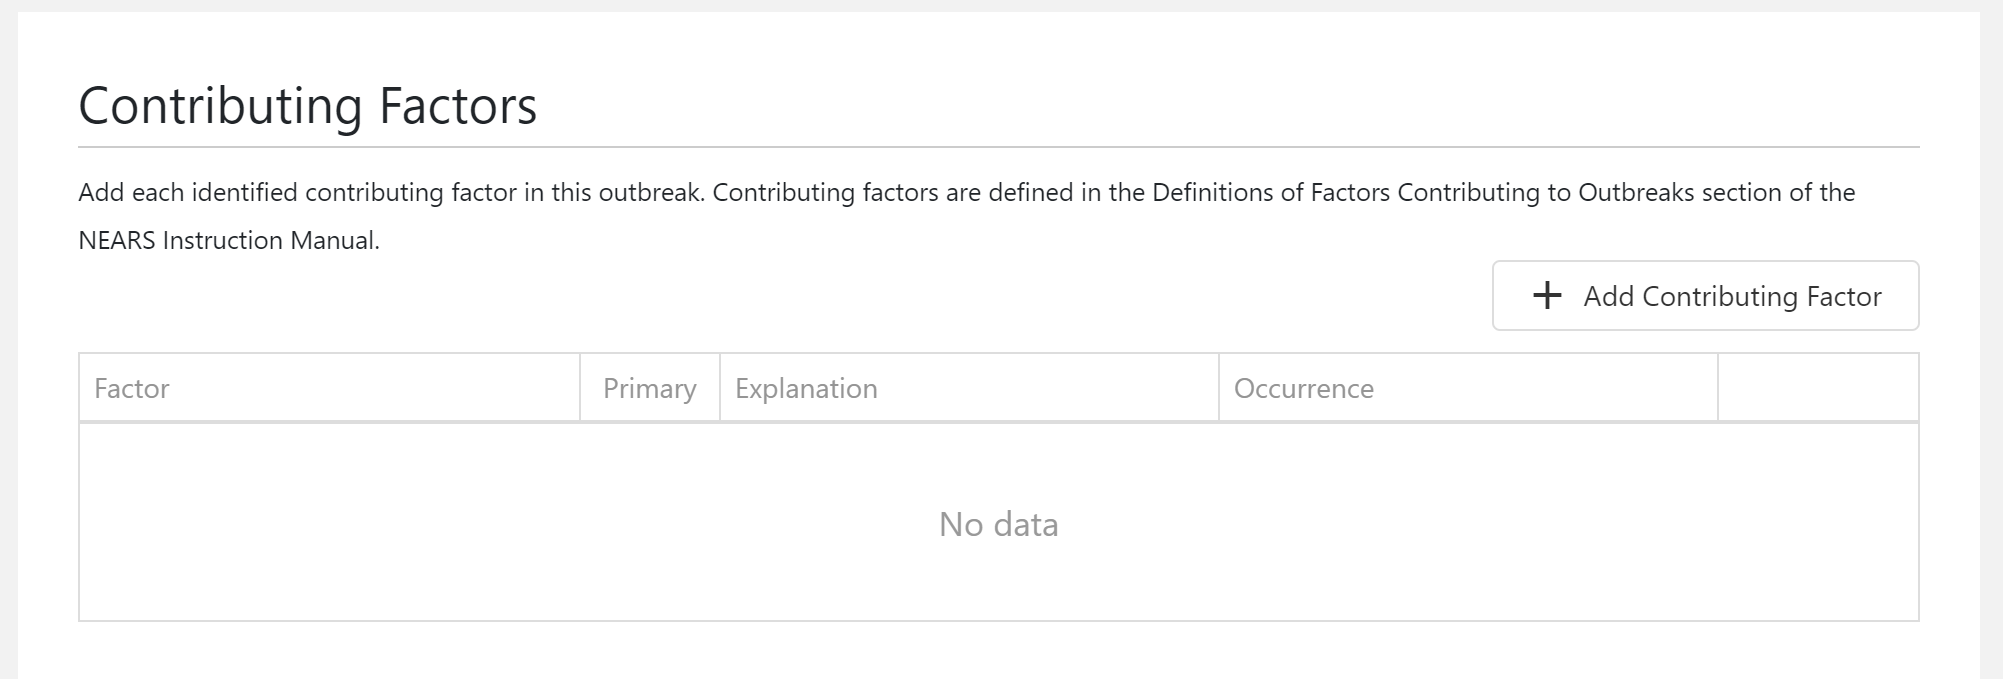 Contributing Factors
Add each identified contributing factor in this outbreak. Contributing factors are defined in the Definitions of Factors Contributing to Outbreaks section of the
NEARS Instruction Manual.
Add Contributing Factor
Factor Primary Explanation Occurrence
No data